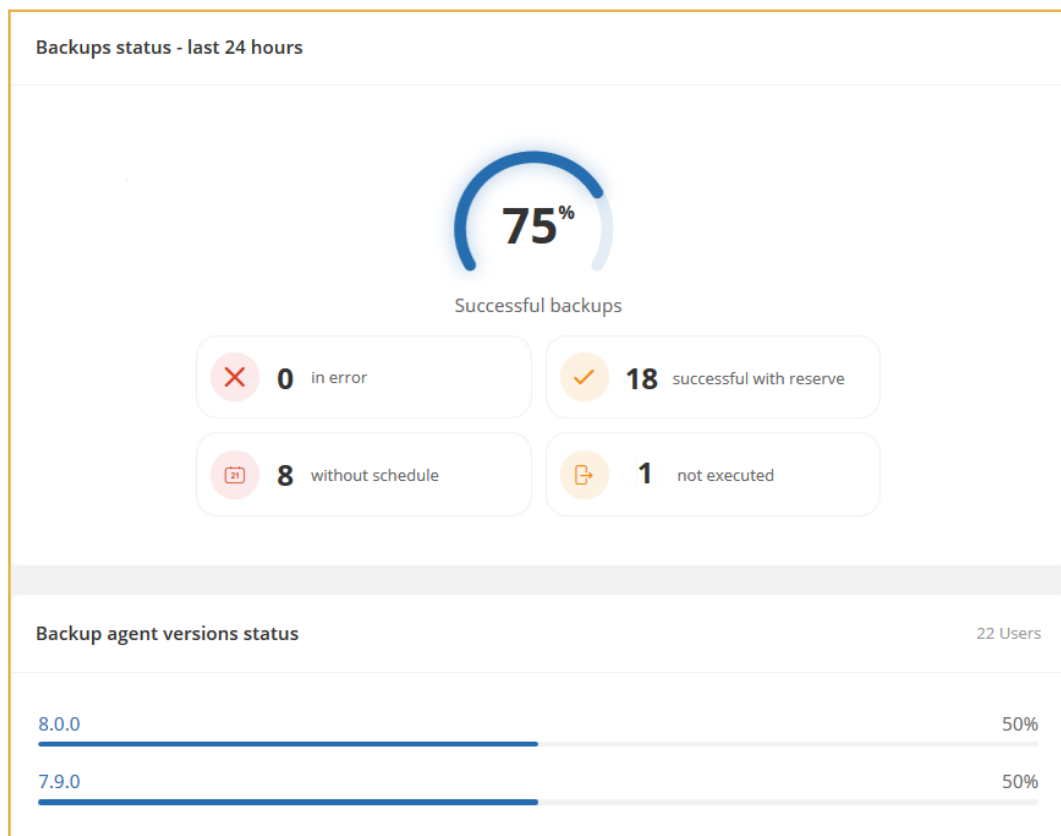 Backups status - last 24 hours
75%
Successful backups
0 in error
18 successful with reserve
21
8 without schedule
1 not executed
Backup agent versions status
22 Users
8.0.0
50%
7.9.0
50%